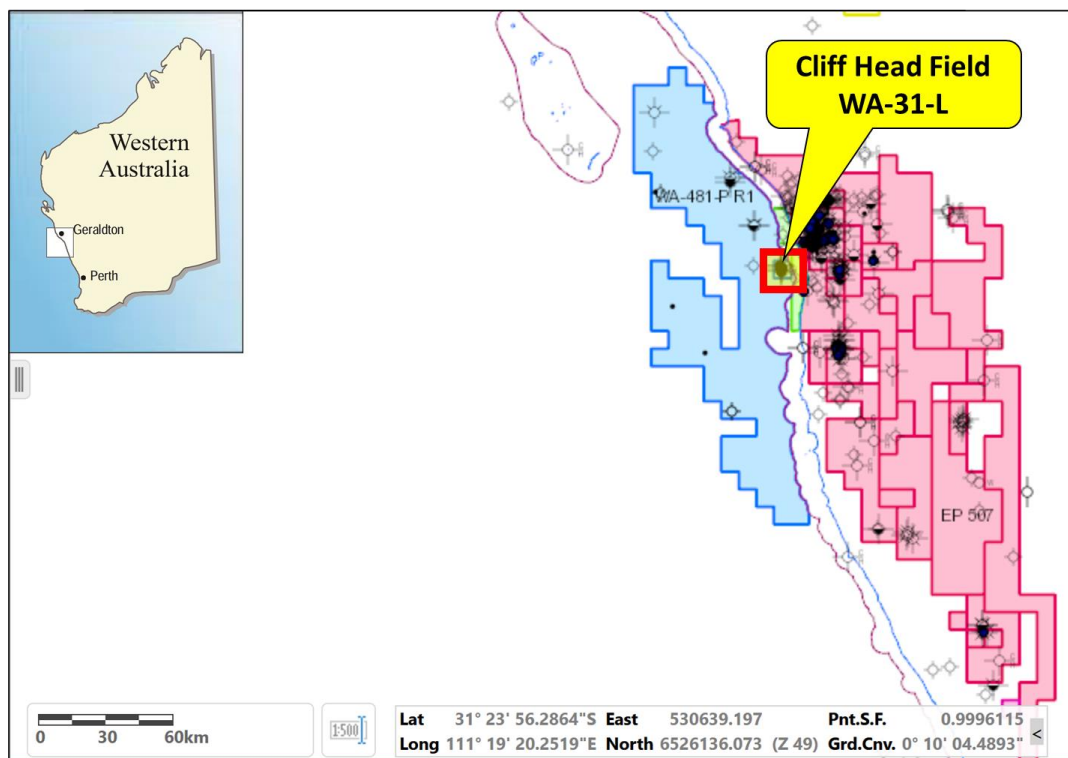 Western
Australia
Geraldton
Perth
Cliff Head Field
WA-31-L
WA-481-P R1
EP 507
0 30 60km
1:500
Lat 31° 23' 56.2864"S East 530639.197 Pnt.S.F. 0.9996115
Long 111° 19' 20.2519"E North 6526136.073 (Z 49) Grd.Cnv. 0° 10' 04.4893"
<